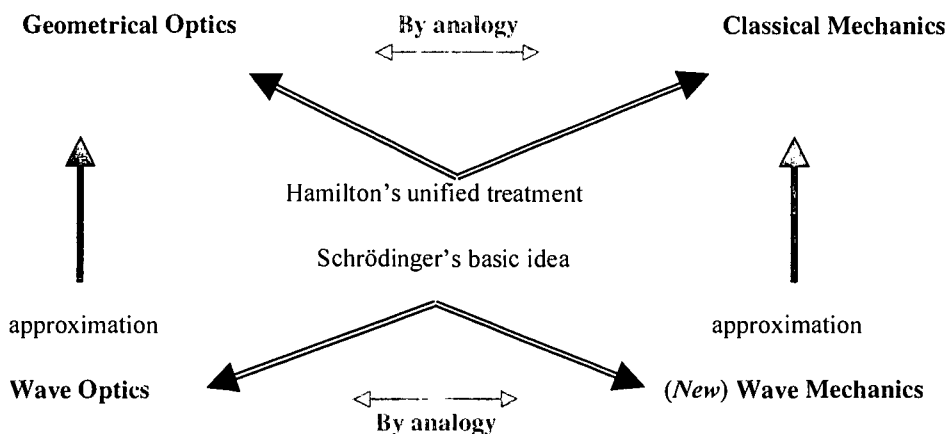 Geometrical Optics By analogy Classical Mechanics
Hamilton's unified treatment
Schrödinger's basic idea
approximation approximation
Wave Optics (New) Wave Mechanics
By analogy